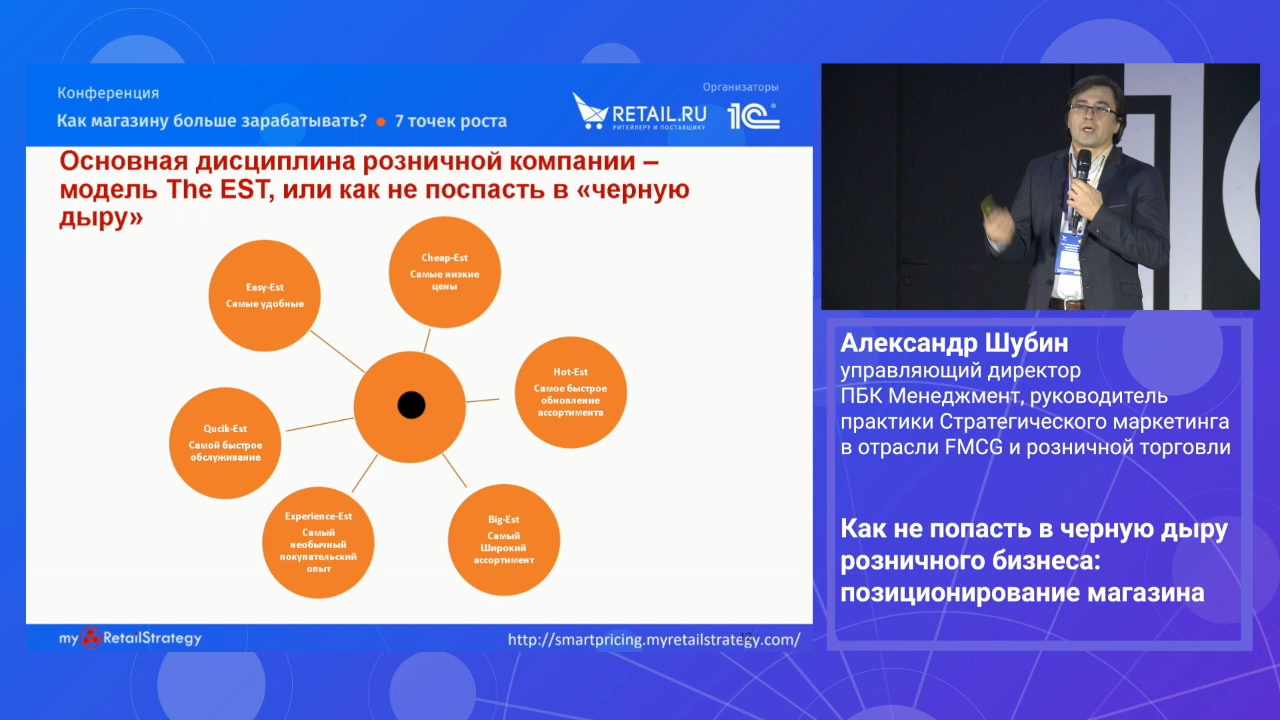 Конференция
Как магазину больше зарабатывать? • 7 точек роста
Организаторы
RETAIL.RU
РИТЕЙЛЕРУ И ПОСТАВЩИКУ
1C
Основная дисциплина розничной компании –
модель The EST, или как не поспасть в «черную
дыру»
Cheap-Est
Самые низкие
цены
Easy-Est
Самые удобные
Hot-Est
Самое быстрое
обновление
ассортимента
Qucik-Est
Самой быстрое
обслуживание
Experience-Est
Самый
необычный
покупательский
опыт
Big-Est
Самый
Широкий
ассортимент
my RetailStrategy
http://smartpricing.myretailstrategy.com/
Александр Шубин
управляющий директор
ПБК Менеджмент, руководитель
практики Стратегического маркетинга
в отрасли FMCG и розничной торговли
Как не попасть в черную дыру
розничного бизнеса:
позиционирование магазина